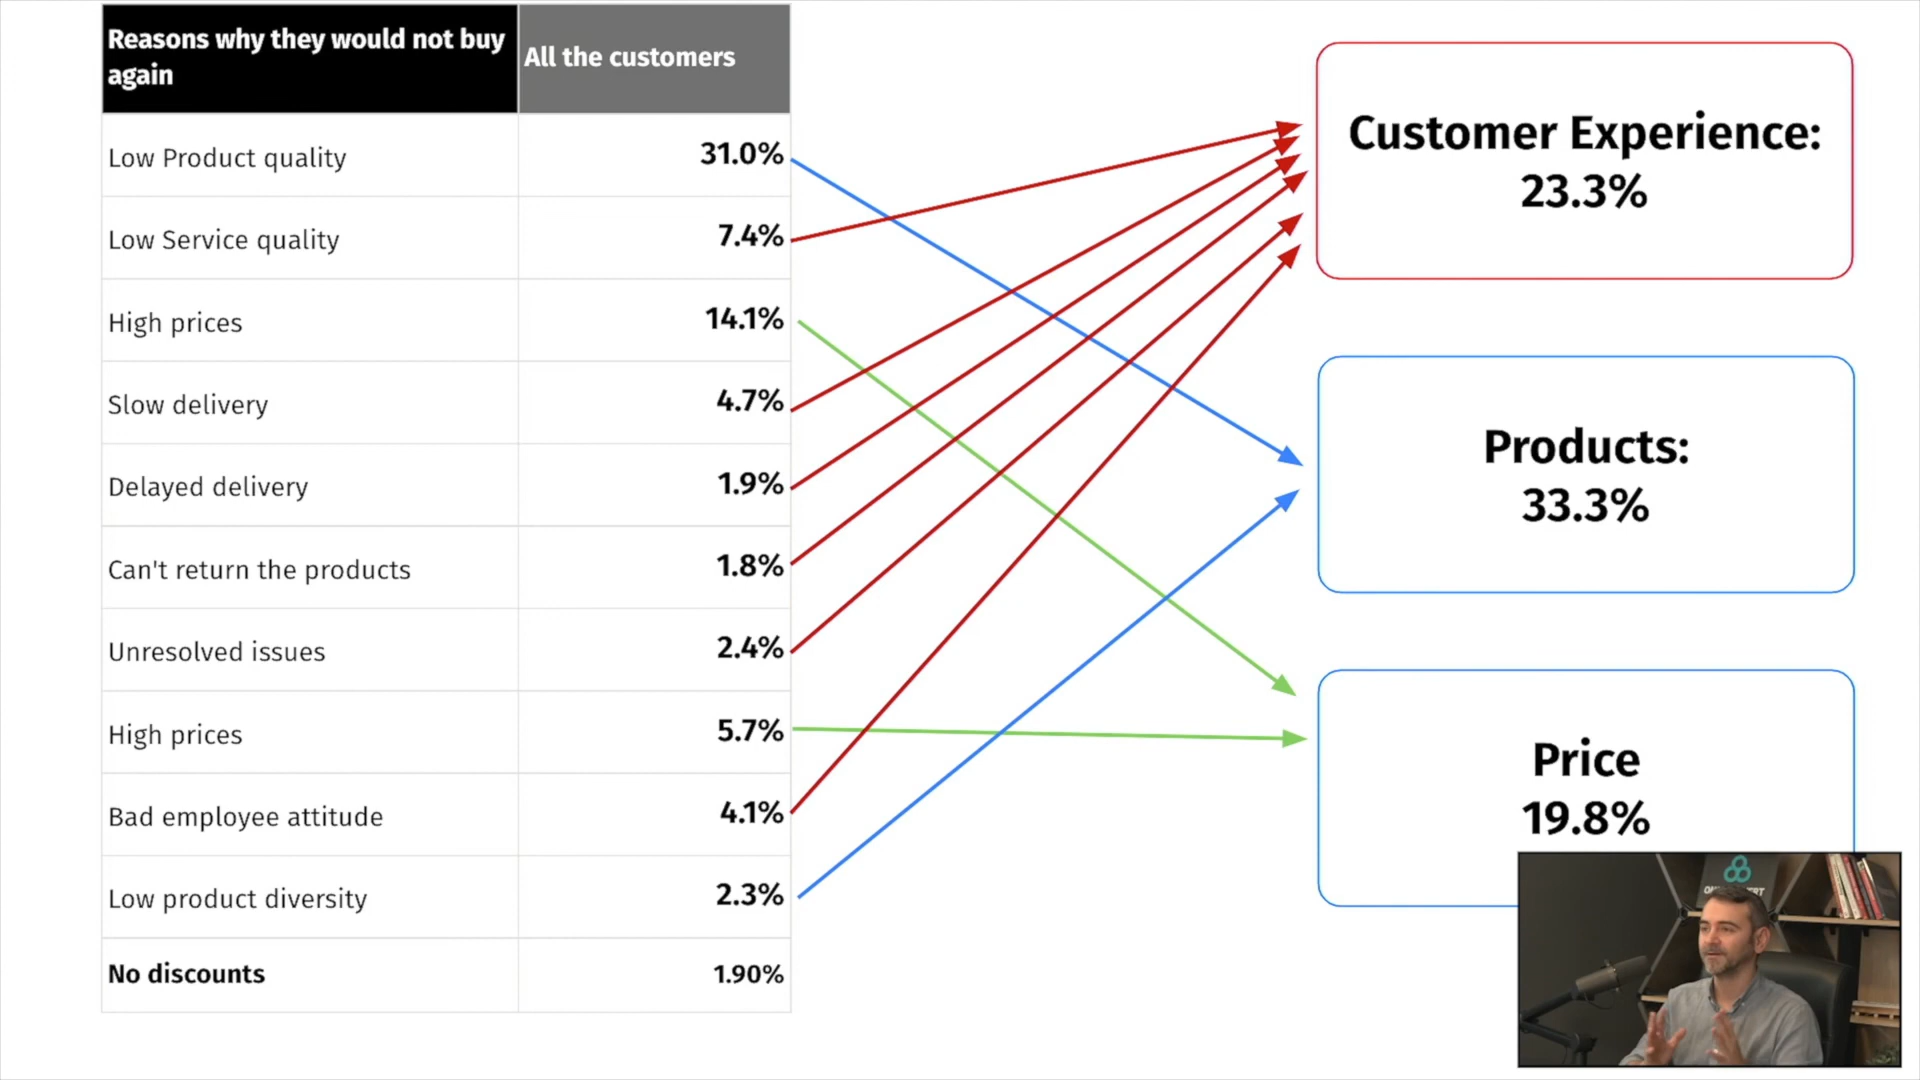 Reasons why they would not buy
again
All the customers
Low Product quality 31.0%
Low Service quality 7.4%
High prices 14.1%
Slow delivery 4.7%
Delayed delivery 1.9%
Can't return the products 1.8%
Unresolved issues 2.4%
High prices 5.7%
Bad employee attitude 4.1%
Low product diversity 2.3%
No discounts 1.90%
Customer Experience:
23.3%
Products:
33.3%
Price
19.8%